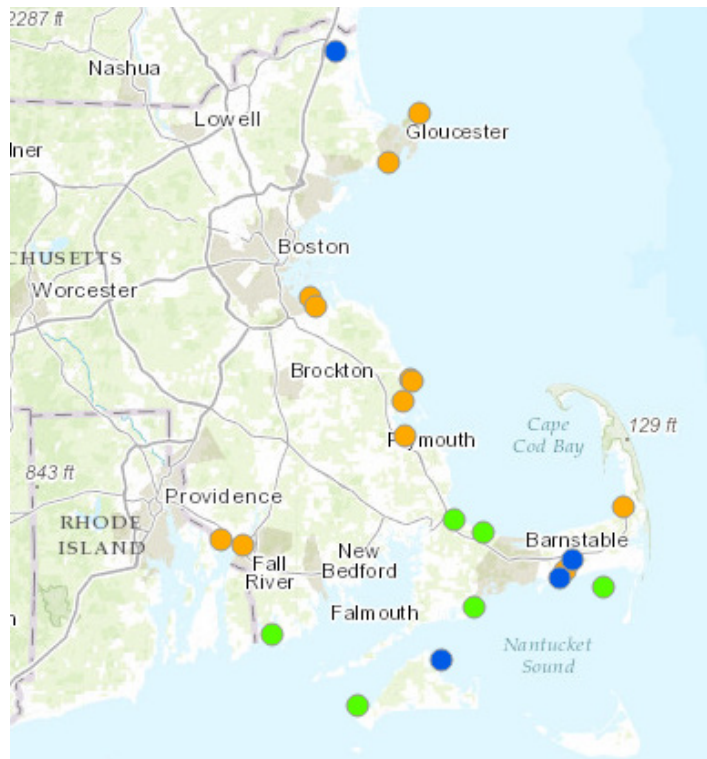 2287 ft
Nashua
Lowell
Gloucester
ner
Boston
CHUSETTS
Worcester
Brockton
Cape
Cod Bay
129 ft
Plymouth
843 ft
Providence
RHODE
ISLAND
Barnstable
New
Bedford
Fall
River
Falmouth
Nantucket
Sound